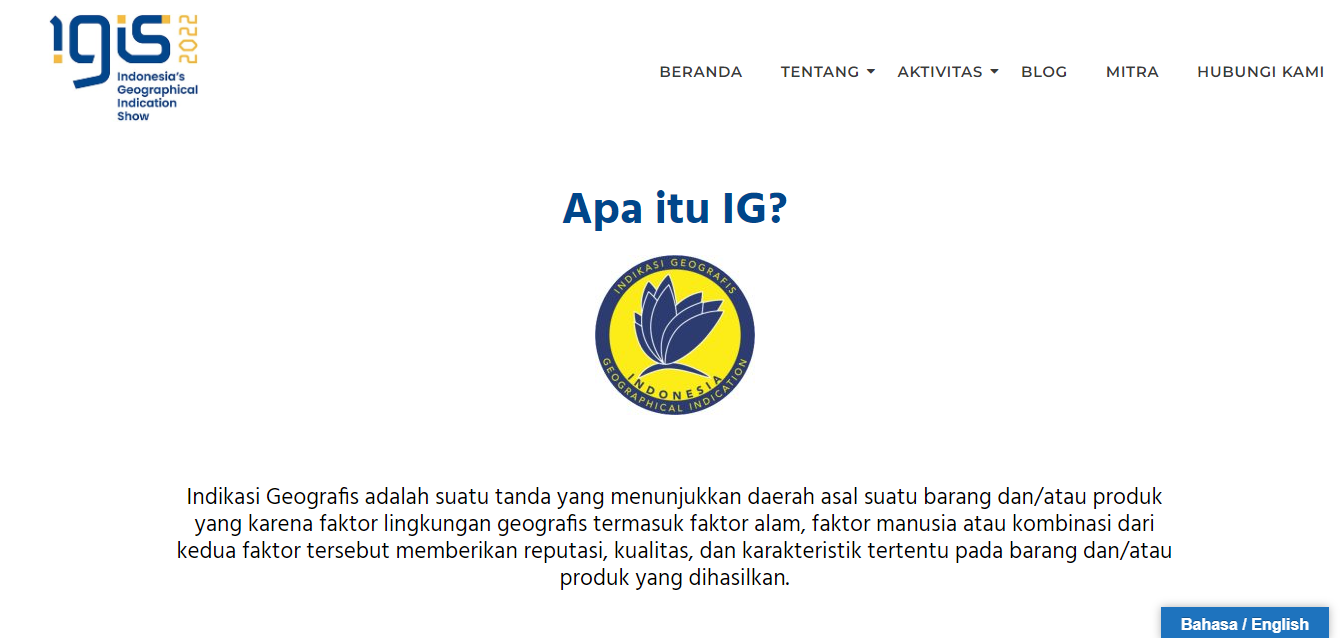 igis 2022
Indonesia's
Geographical
Indication
Show
BERANDA TENTANG AKTIVITAS BLOG MITRA HUBUNGI KAMI
Apa itu IG?
INDIKASI GEOGRAFIS
INDONESIA
GEOGRAPHICAL INDICATION
Indikasi Geografis adalah suatu tanda yang menunjukkan daerah asal suatu barang dan/atau produk
yang karena faktor lingkungan geografis termasuk faktor alam, faktor manusia atau kombinasi dari
kedua faktor tersebut memberikan reputasi, kualitas, dan karakteristik tertentu pada barang dan/atau
produk yang dihasilkan.
Bahasa / English